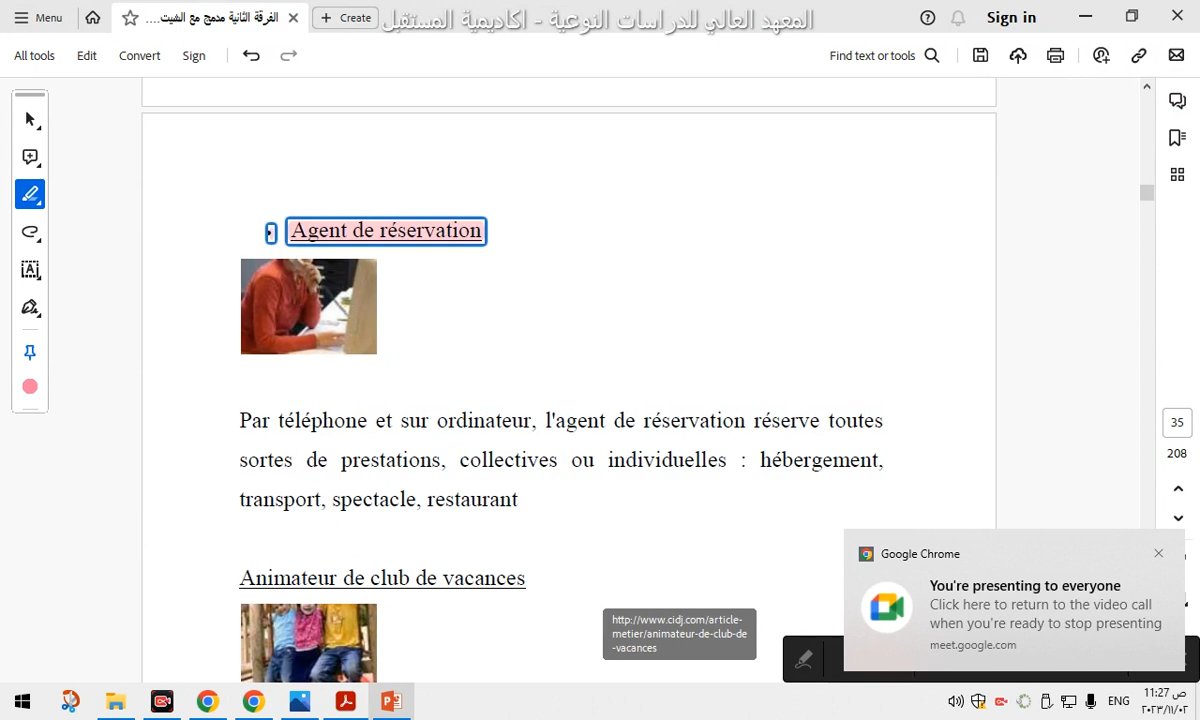 Menu
الفرقة الثانية مدمج مع الشيت....
Create
المعهد العالي للدراسات النوعية - اكاديمية المستقبل
Sign in
All tools
Edit
Convert
Sign
Find text or tools
Agent de réservation
Par téléphone et sur ordinateur, l'agent de réservation réserve toutes
sortes de prestations, collectives ou individuelles : hébergement,
transport, spectacle, restaurant
35
208
Animateur de club de vacances
http://www.cidj.com/article-
metier/animateur-de-club-de
-vacances
Google Chrome
You're presenting to everyone
Click here to return to the video call
when you're ready to stop presenting
meet.google.com
ENG
11:27 ص
٢٠٢٣/١١/٠٢